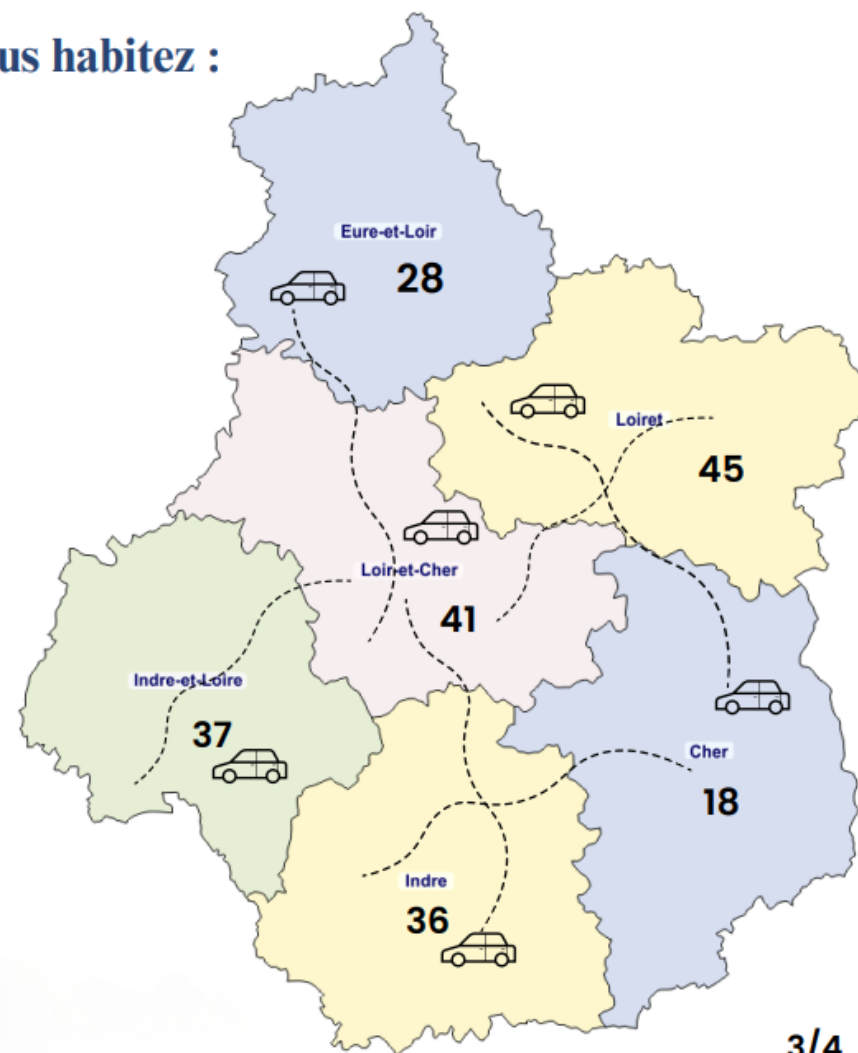 us habitez :
Eure-et-Loir
28
Loiret
45
Loir-et-Cher
41
Indre-et-Loire
37
Cher
18
Indre
36
3/4